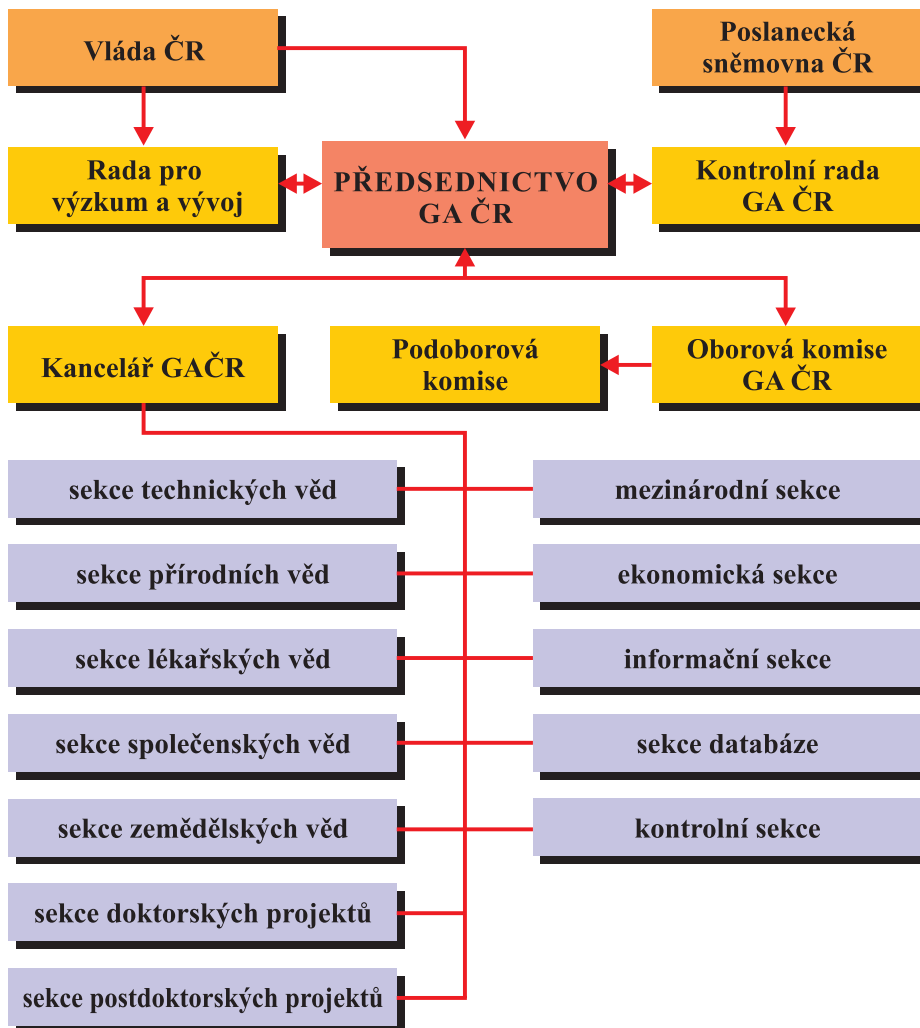 Vláda ČR
Poslanecká
sněmovna ČR
Rada pro
výzkum a vývoj
PŘEDSEDNICTVO
GA ČR
Kontrolní rada
GA ČR
Kancelář GAČR
Podoborová
komise
Oborová komise
GA ČR
sekce technických věd
mezinárodní sekce
sekce přírodních věd
ekonomická sekce
sekce lékařských věd
informační sekce
sekce společenských věd
sekce databáze
sekce zemědělských věd
kontrolní sekce
sekce doktorských projektů
sekce postdoktorských projektů